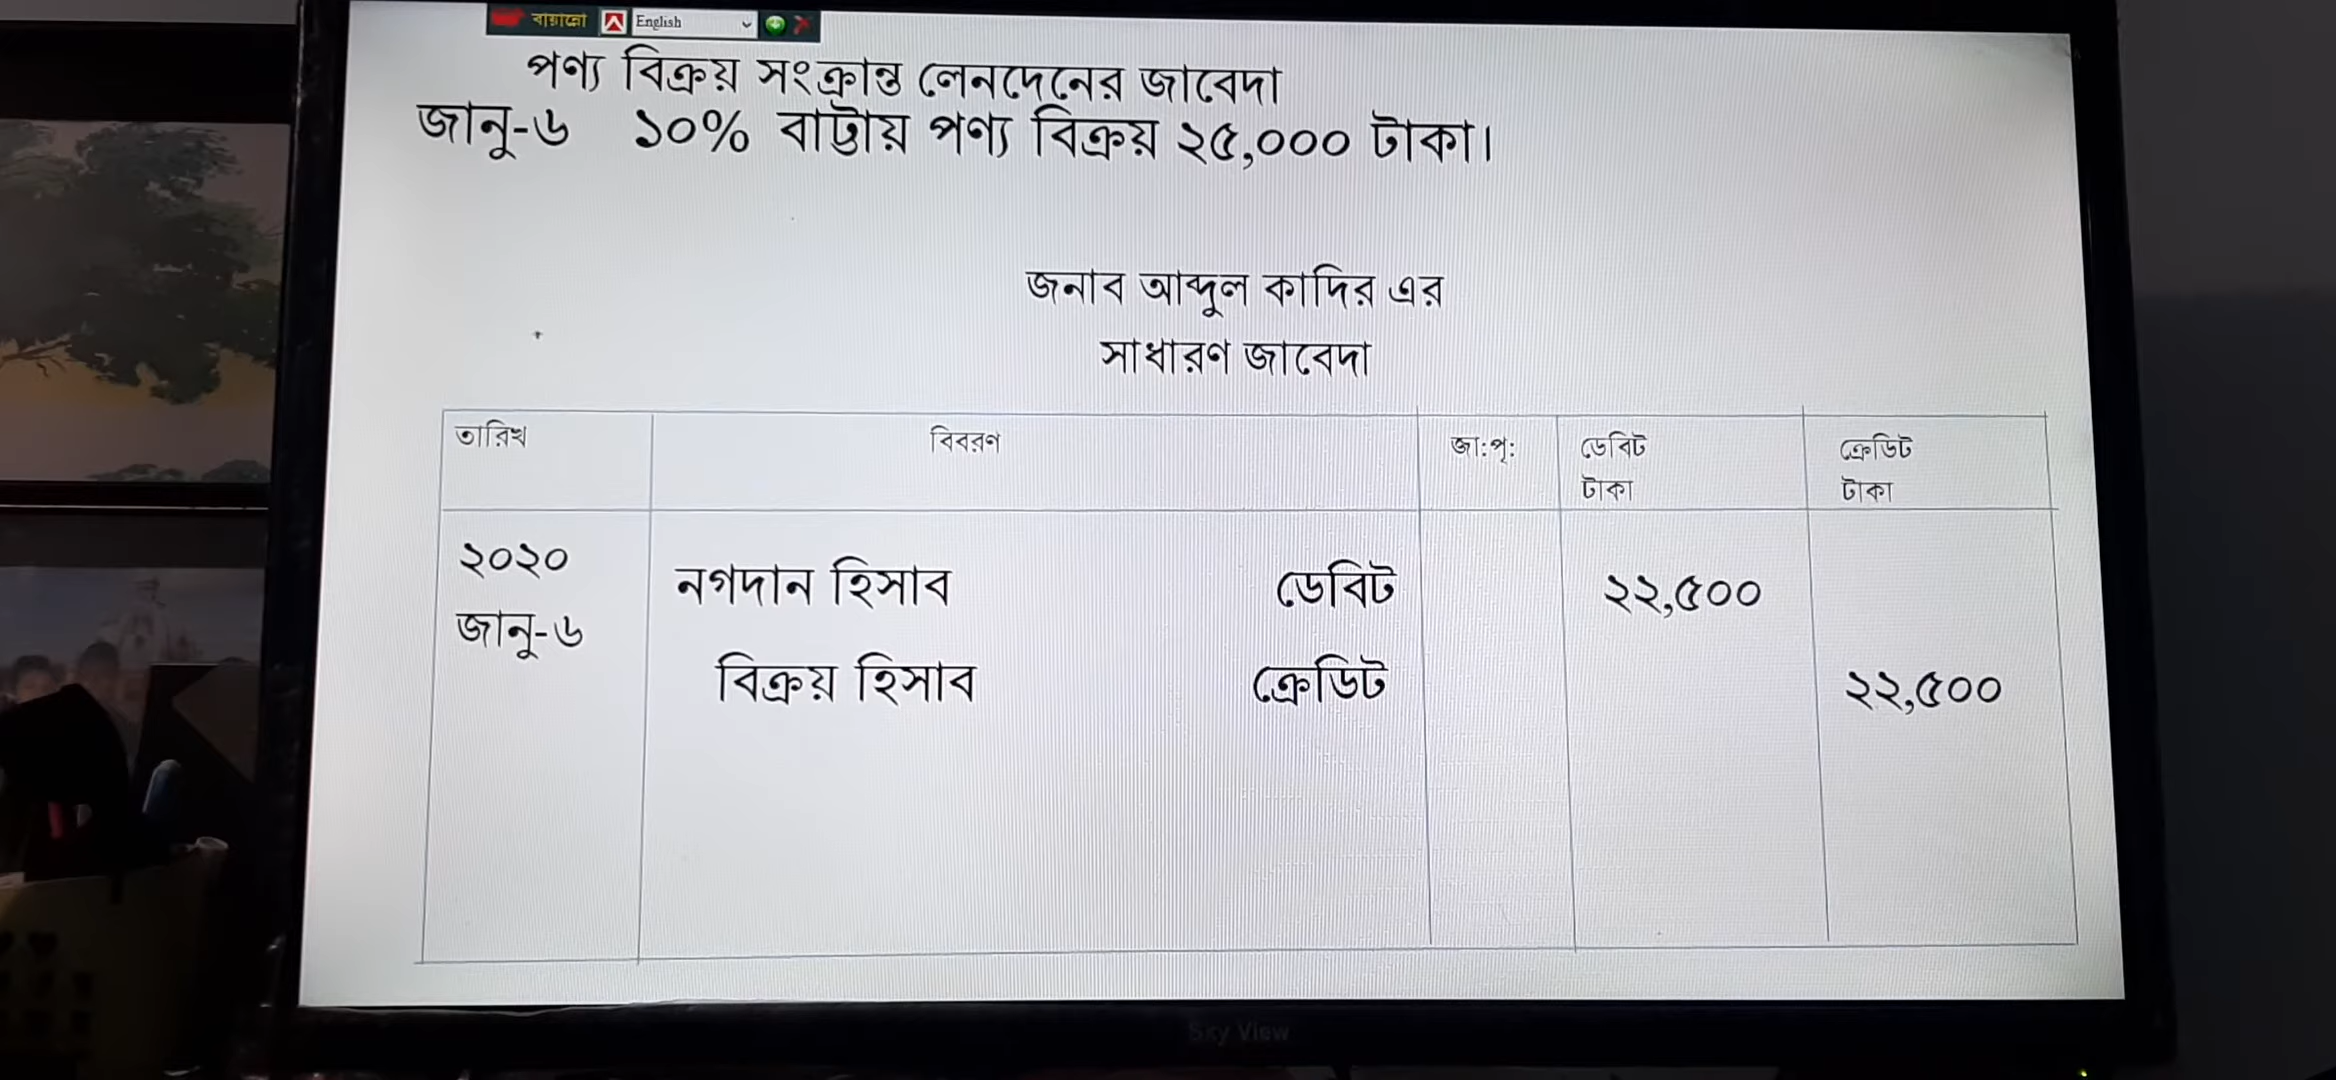 বায়ান্নো English
পণ্য বিক্রয় সংক্রান্ত লেনদেনের জাবেদা
জানু-৬ ১০% বাট্টায় পণ্য বিক্রয় ২৫,০০০ টাকা।
জনাব আব্দুল কাদির এর
সাধারণ জাবেদা
তারিখ বিবরণ জা:পৃ: ডেবিট টাকা ক্রেডিট টাকা
২০২০
জানু-৬
নগদান হিসাব ডেবিট ২২,৫০০
বিক্রয় হিসাব ক্রেডিট ২২,৫০০
Sky View